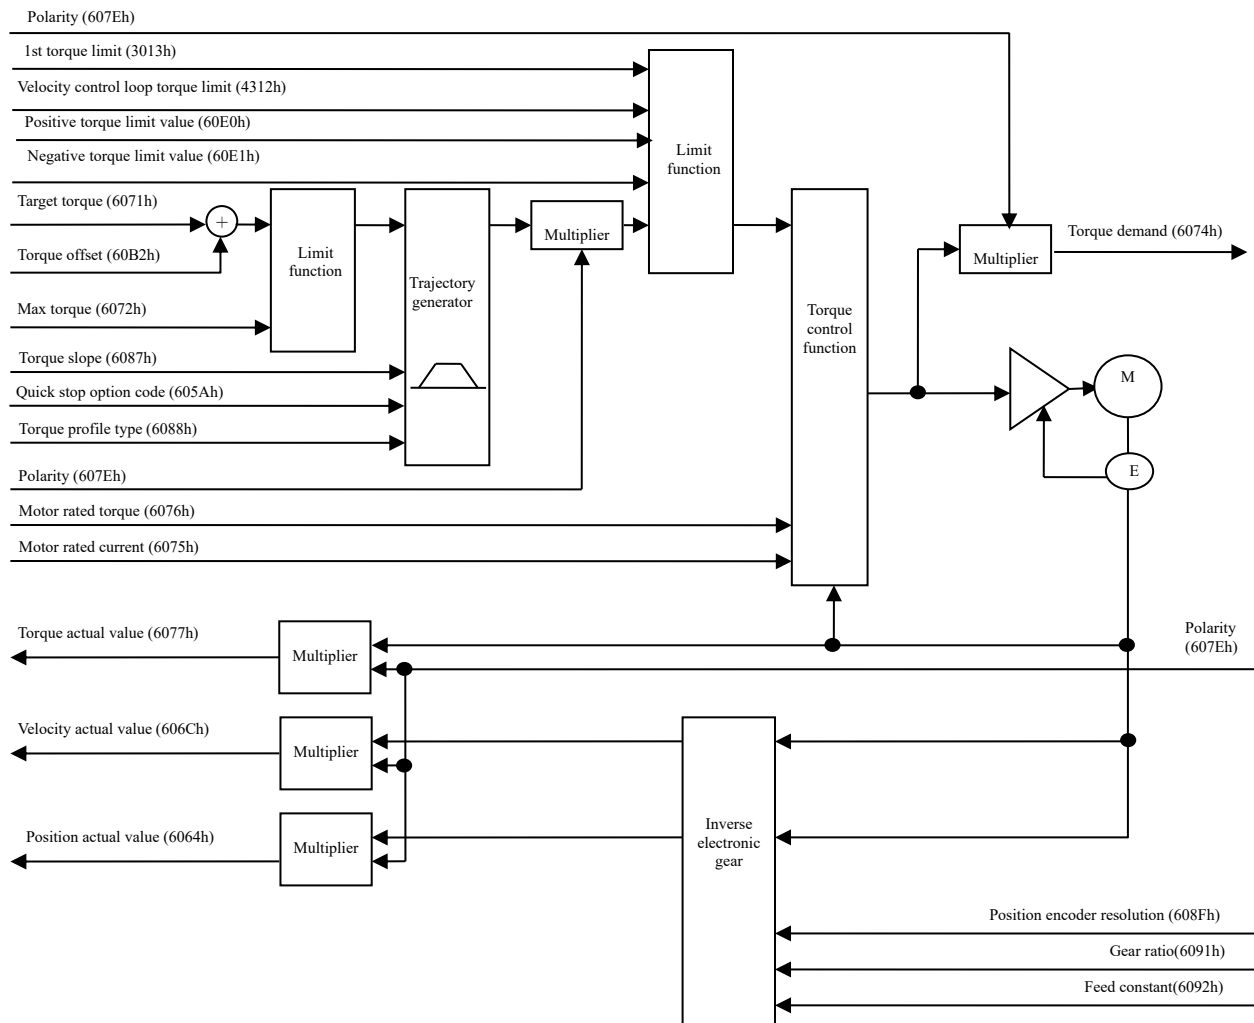 Polarity (607Eh)
1st torque limit (3013h)
Velocity control loop torque limit (4312h)
Positive torque limit value (60E0h)
Negative torque limit value (60E1h)
Limit
function
Target torque (6071h)
+
Torque offset (60B2h)
Max torque (6072h)
Limit
function
Trajectory
generator
Multiplier
Torque slope (6087h)
Quick stop option code (605Ah)
Torque profile type (6088h)
Polarity (607Eh)
Motor rated torque (6076h)
Motor rated current (6075h)
Torque
control
function
Multiplier
Torque demand (6074h)
M
E
Torque actual value (6077h)
Multiplier
Polarity
(607Eh)
Velocity actual value (606Ch)
Multiplier
Position actual value (6064h)
Multiplier
Inverse
electronic
gear
Position encoder resolution (608Fh)
Gear ratio(6091h)
Feed constant(6092h)